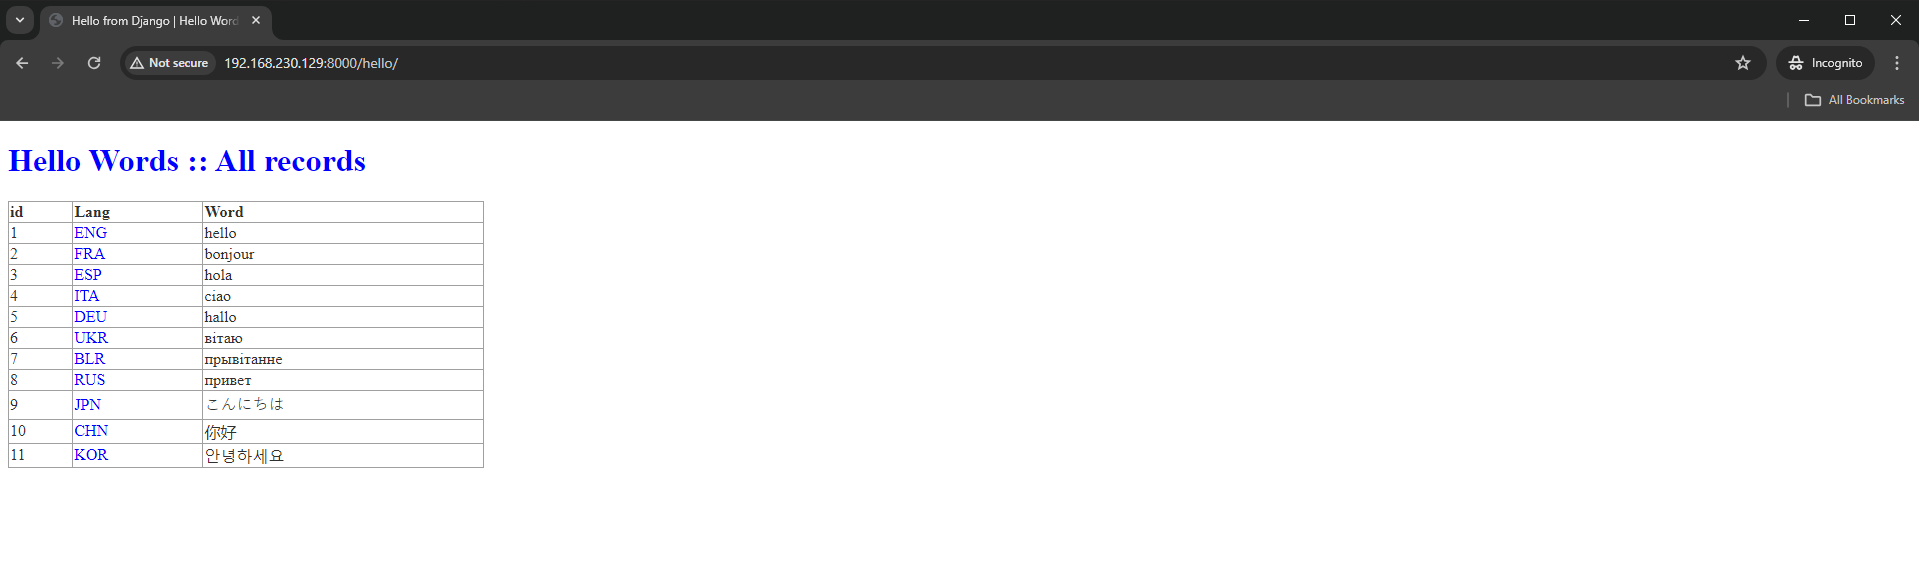 Hello from Django | Hello Word
Not secure 192.168.230.129:8000/hello/ Incognito
All Bookmarks
Hello Words :: All records
id Lang Word
1 ENG hello
2 FRA bonjour
3 ESP hola
4 ITA ciao
5 DEU hallo
6 UKR вітаю
7 BLR прывітанне
8 RUS привет
9 JPN こんにちは
10 CHN 你好
11 KOR 안녕하세요